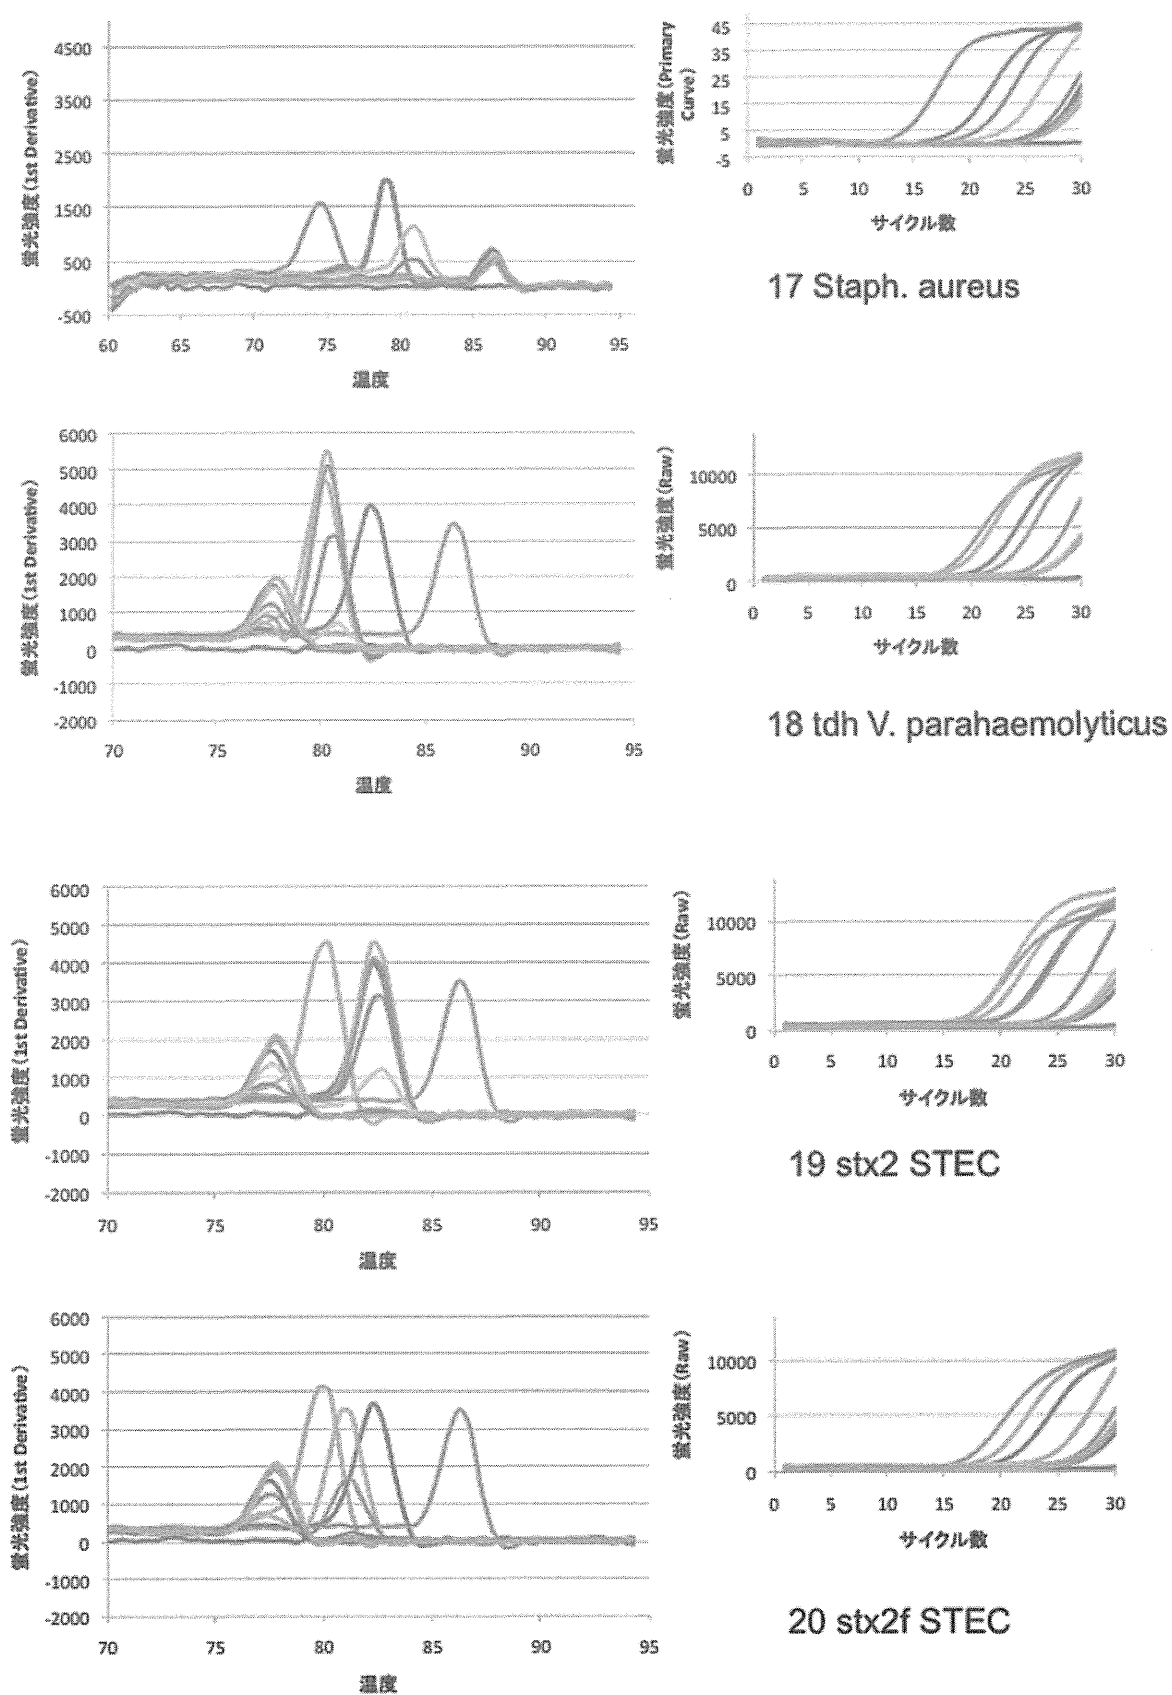 蛍光強度(1st Derivative)
4500
3500
2500
1500
500
-500
60 65 70 75 80 85 90 95
温度
蛍光強度(Primary
Curve)
45
35
25
15
5
-5
0 5 10 15 20 25 30
サイクル数
17 Staph. aureus
蛍光強度(1st Derivative)
6000
5000
4000
3000
2000
1000
0
-1000
-2000
70 75 80 85 90 95
温度
蛍光強度(Raw)
10000
5000
0
0 5 10 15 20 25 30
サイクル数
18 tdh V. parahaemolyticus
蛍光強度(1st Derivative)
6000
5000
4000
3000
2000
1000
0
-1000
-2000
70 75 80 85 90 95
温度
蛍光強度(Raw)
10000
5000
0
0 5 10 15 20 25 30
サイクル数
19 stx2 STEC
蛍光強度(1st Derivative)
6000
5000
4000
3000
2000
1000
0
-1000
-2000
70 75 80 85 90 95
温度
蛍光強度(Raw)
10000
5000
0
0 5 10 15 20 25 30
サイクル数
20 stx2f STEC